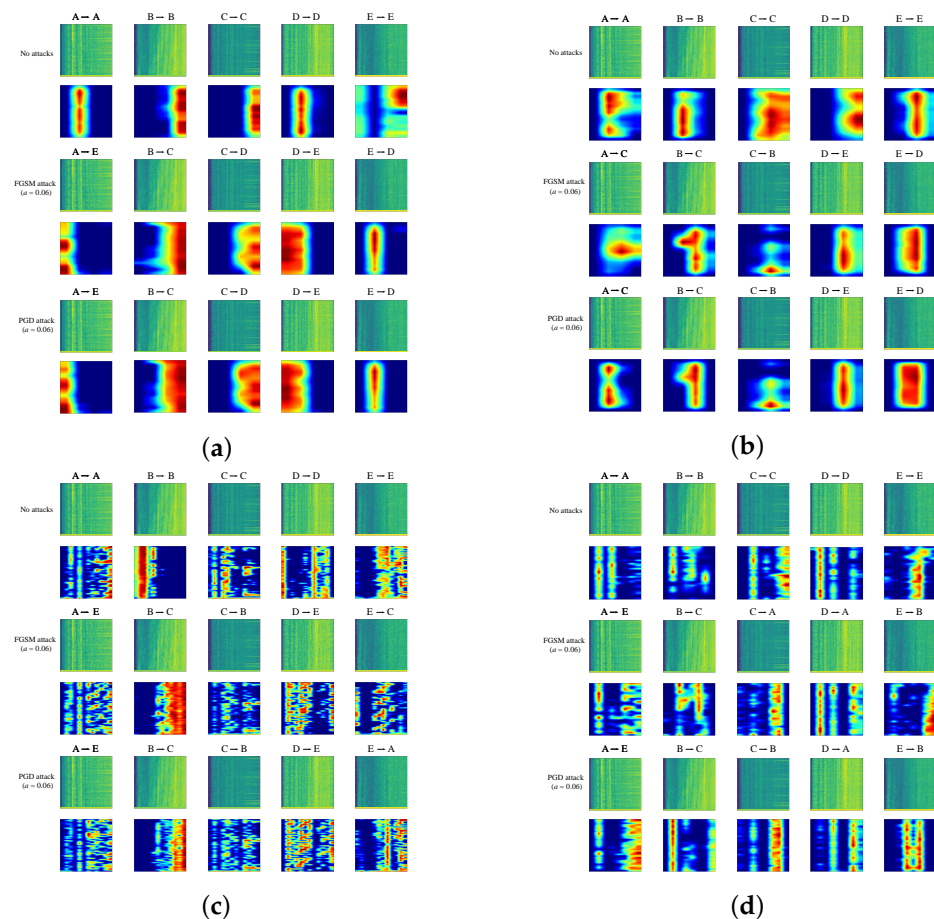 A → A B → B C → C D → D E → E
No attacks
A → E B → C C → D D → E E → D
FGSM attack
(a = 0.06)
A → E B → C C → D D → E E → D
PGD attack
(a = 0.06)
(a)
A → A B → B C → C D → D E → E
No attacks
A → C B → C C → B D → E E → D
FGSM attack
(a = 0.06)
A → C B → C C → B D → E E → D
PGD attack
(a = 0.06)
(b)
A → A B → B C → C D → D E → E
No attacks
A → E B → C C → B D → E E → C
FGSM attack
(a = 0.06)
A → E B → C C → B D → E E → A
PGD attack
(a = 0.06)
(c)
A → A B → B C → C D → D E → E
No attacks
A → E B → C C → A D → A E → B
FGSM attack
(a = 0.06)
A → E B → C C → B D → A E → B
PGD attack
(a = 0.06)
(d)